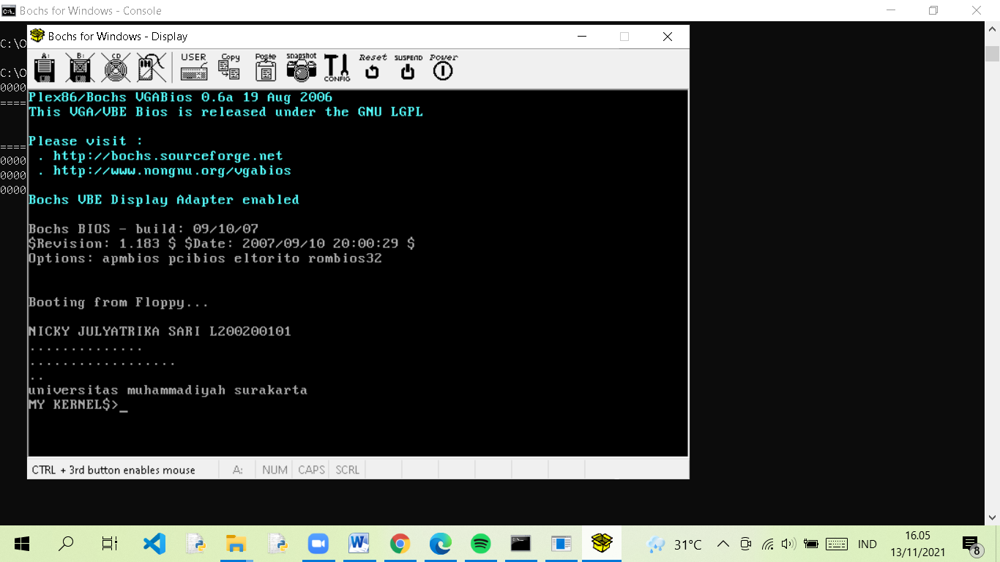 Bochs for Windows - Console
C:\O
C:\O
0000
====
====
0000
0000
0000
Bochs for Windows - Display
A:
B:
CD
USER
Copy
Paste
snapshot
CONFIG
Reset
SUSPEND
Power
Plex86/Bochs VGABios 0.6a 19 Aug 2006
This VGA/VBE Bios is released under the GNU LGPL
Please visit :
. http://bochs.sourceforge.net
. http://www.nongnu.org/vgabios
Bochs VBE Display Adapter enabled
Bochs BIOS - build: 09/10/07
$Revision: 1.183 $ $Date: 2007/09/10 20:00:29 $
Options: apmbios pcibios eltorito rombios32
Booting from Floppy...
NICKY JULYATRIKA SARI L200200101
..............
..................
..
universitas muhammadiyah surakarta
MY KERNEL$>_
CTRL + 3rd button enables mouse
A:
NUM
CAPS
SCRL
31°C
IND
16.05
13/11/2021
8